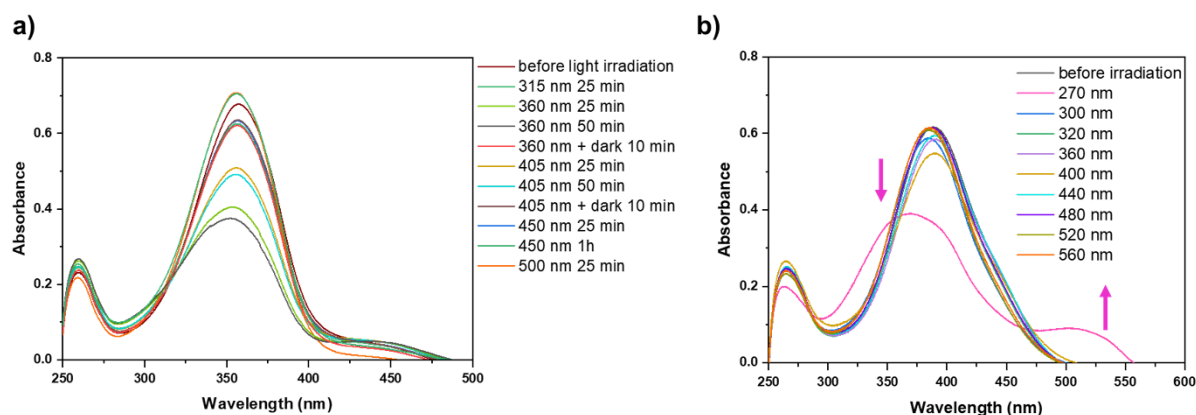 a)
0.8
0.6
0.4
0.2
0.0
Absorbance
250 300 350 400 450 500
Wavelength (nm)
before light irradiation
315 nm 25 min
360 nm 25 min
360 nm 50 min
360 nm + dark 10 min
405 nm 25 min
405 nm 50 min
405 nm + dark 10 min
450 nm 25 min
450 nm 1h
500 nm 25 min
b)
0.8
0.6
0.4
0.2
0.0
Absorbance
250 300 350 400 450 500 550 600
Wavelength (nm)
before irradiation
270 nm
300 nm
320 nm
360 nm
400 nm
440 nm
480 nm
520 nm
560 nm